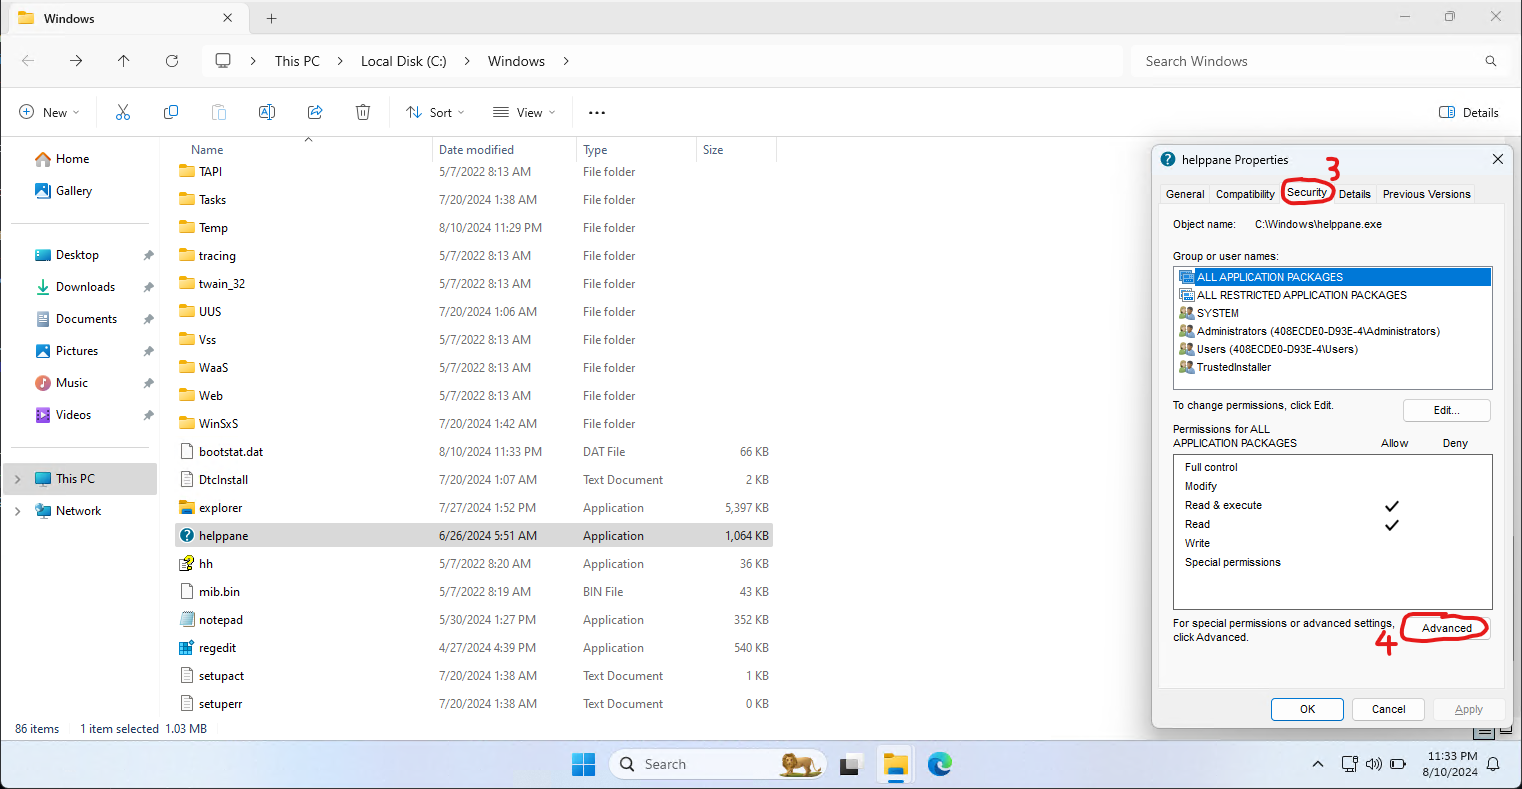 Windows
This PC
Local Disk (C:)
Windows
Search Windows
New
Sort
View
Details
Home
Gallery
Desktop
Downloads
Documents
Pictures
Music
Videos
This PC
Network
Name Date modified Type Size
TAPI 5/7/2022 8:13 AM File folder
Tasks 7/20/2024 1:38 AM File folder
Temp 8/10/2024 11:29 PM File folder
tracing 5/7/2022 8:13 AM File folder
twain_32 5/7/2022 8:13 AM File folder
UUS 7/20/2024 1:06 AM File folder
Vss 5/7/2022 8:13 AM File folder
WaaS 5/7/2022 8:13 AM File folder
Web 5/7/2022 8:13 AM File folder
WinSxS 7/20/2024 1:42 AM File folder
bootstat.dat 8/10/2024 11:33 PM DAT File 66 KB
DtcInstall 7/20/2024 1:07 AM Text Document 2 KB
explorer 7/27/2024 1:52 PM Application 5,397 KB
helppane 6/26/2024 5:51 AM Application 1,064 KB
hh 5/7/2022 8:20 AM Application 36 KB
mib.bin 5/7/2022 8:19 AM BIN File 43 KB
notepad 5/30/2024 1:27 PM Application 352 KB
regedit 4/27/2024 4:39 PM Application 540 KB
setupact 7/20/2024 1:38 AM Text Document 1 KB
setuperr 7/20/2024 1:38 AM Text Document 0 KB
86 items 1 item selected 1.03 MB
helppane Properties
3
General Compatibility Security Details Previous Versions
Object name: C:\Windows\helppane.exe
Group or user names:
ALL APPLICATION PACKAGES
ALL RESTRICTED APPLICATION PACKAGES
SYSTEM
Administrators (408ECDE0-D93E-4\Administrators)
Users (408ECDE0-D93E-4\Users)
TrustedInstaller
To change permissions, click Edit.
Edit...
Permissions for ALL
APPLICATION PACKAGES Allow Deny
Full control
Modify
Read & execute
Read
Write
Special permissions
For special permissions or advanced settings,
click Advanced.
4
Advanced
OK Cancel Apply
Search
11:33 PM
8/10/2024